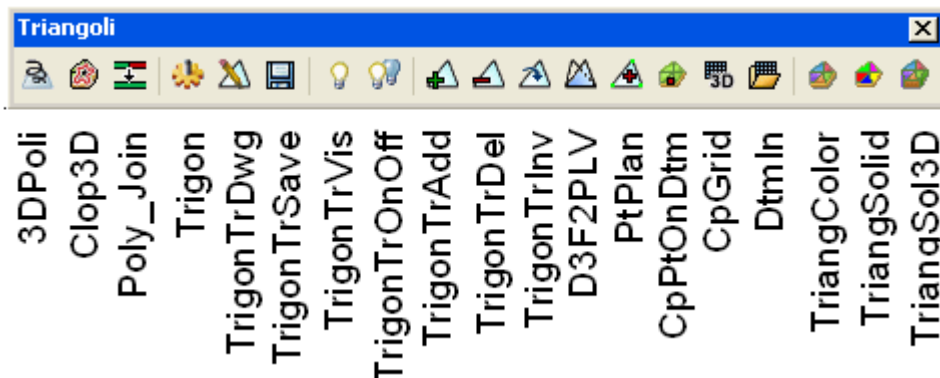 Triangoli
3D
3DPoli
Clop3D
Poly_Join
Trigon
TrigonTrDwg
TrigonTrSave
TrigonTrVis
TrigonTrOnOff
TrigonTrAdd
TrigonTrDel
TrigonTrInv
D3F2PLV
PtPlan
CpPtOnDtm
CpGrid
DtmIn
TriangColor
TriangSolid
TriangSol3D